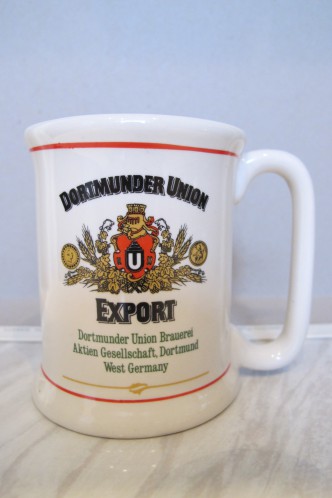 DORTMUNDER UNION
U
EXPORT
Dortmunder Union Brauerei
Aktien Gesellschaft, Dortmund
West Germany